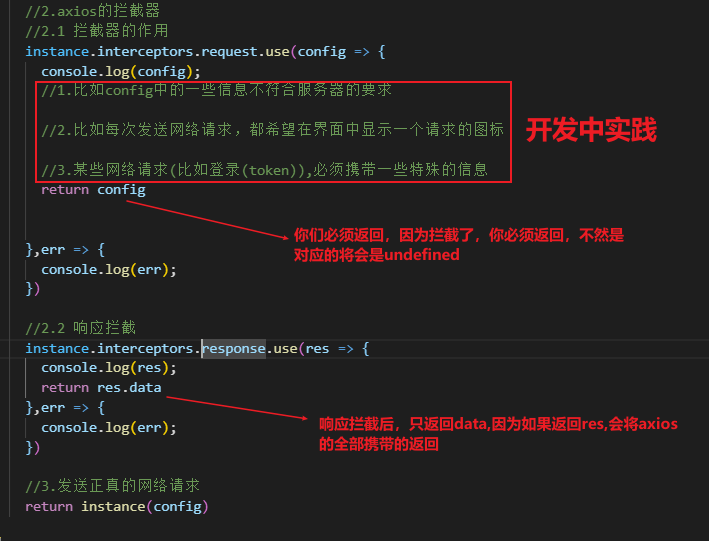 //2.axios的拦截器
//2.1 拦截器的作用
instance.interceptors.request.use(config => {
console.log(config);
//1.比如config中的一些信息不符合服务器的要求
//2.比如每次发送网络请求，都希望在界面中显示一个请求的图标
开发中实践
//3.某些网络请求(比如登录(token)),必须携带一些特殊的信息
return config
你们必须返回，因为拦截了，你必须返回，不然是
对应的将会是undefined
},err => {
console.log(err);
})
//2.2 响应拦截
instance.interceptors.response.use(res => {
console.log(res);
return res.data
},err => {
响应拦截后，只返回data,因为如果返回res,会将axios
的全部携带的返回
console.log(err);
})
//3.发送正真的网络请求
return instance(config)